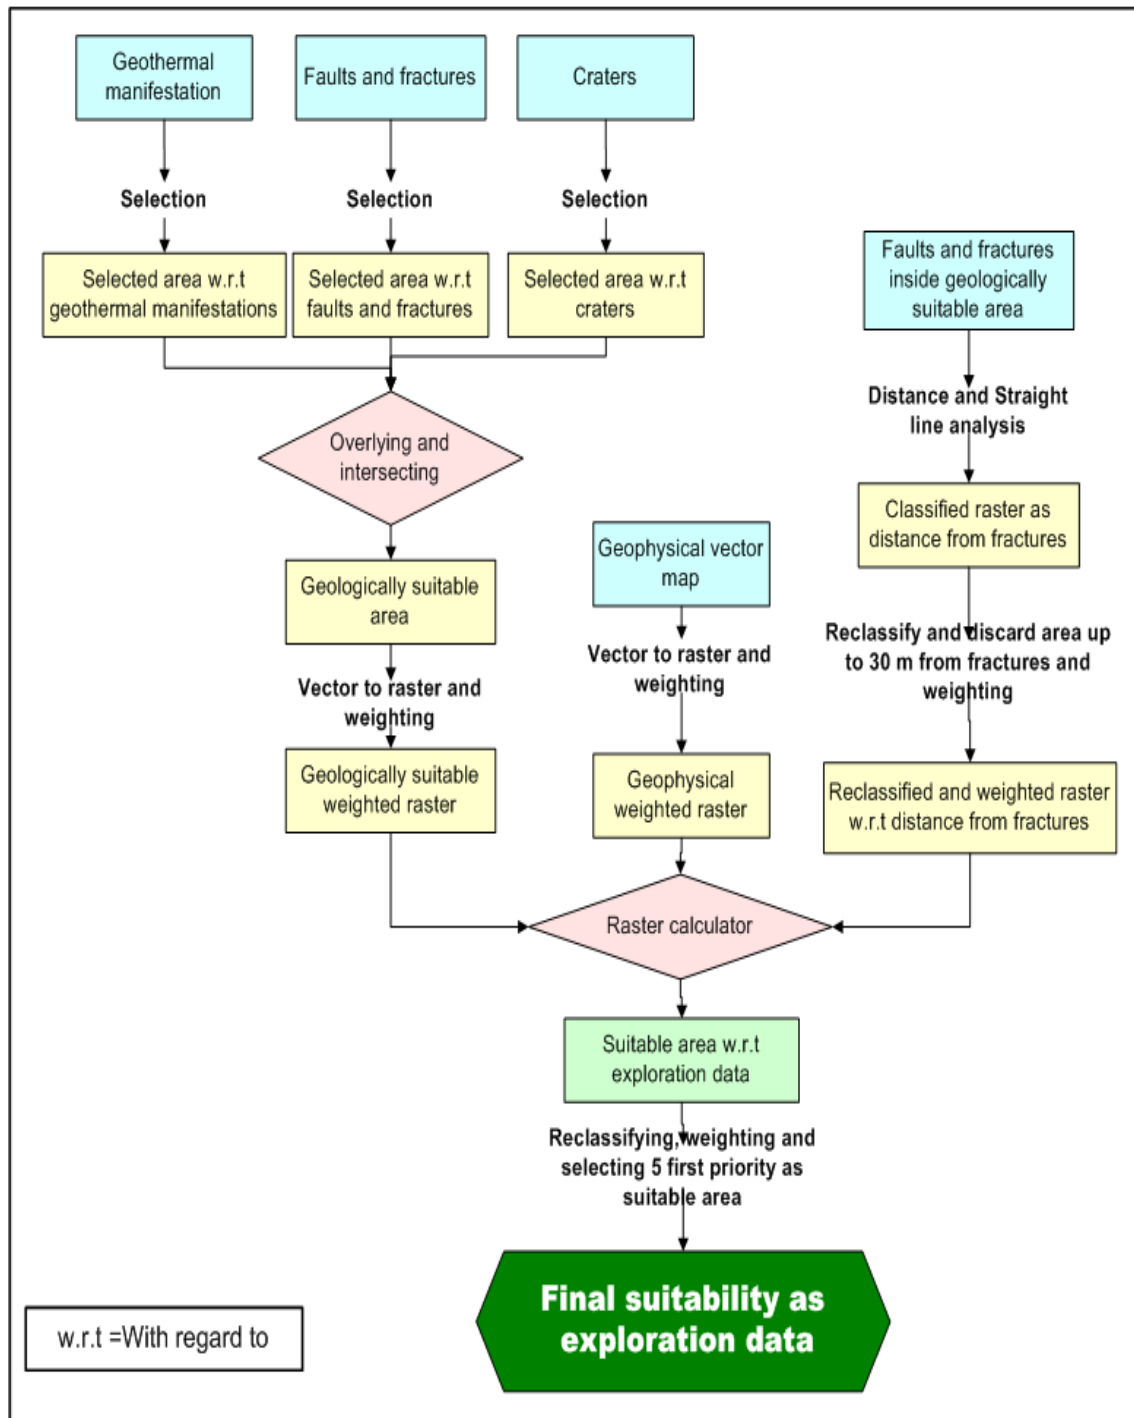 Geothermal
manifestation
Faults and fractures
Craters
Selection
Selection
Selection
Selected area w.r.t
geothermal manifestations
Selected area w.r.t
faults and fractures
Selected area w.r.t
craters
Faults and fractures
inside geologically
suitable area
Distance and Straight
line analysis
Overlying and
intersecting
Classified raster as
distance from fractures
Geophysical vector
map
Geologically suitable
area
Reclassify and discard area up
to 30 m from fractures and
weighting
Vector to raster and
weighting
Vector to raster and
weighting
Geologically suitable
weighted raster
Geophysical
weighted raster
Reclassified and weighted raster
w.r.t distance from fractures
Raster calculator
Suitable area w.r.t
exploration data
Reclassifying, weighting and
selecting 5 first priority as
suitable area
Final suitability as
exploration data
w.r.t =With regard to